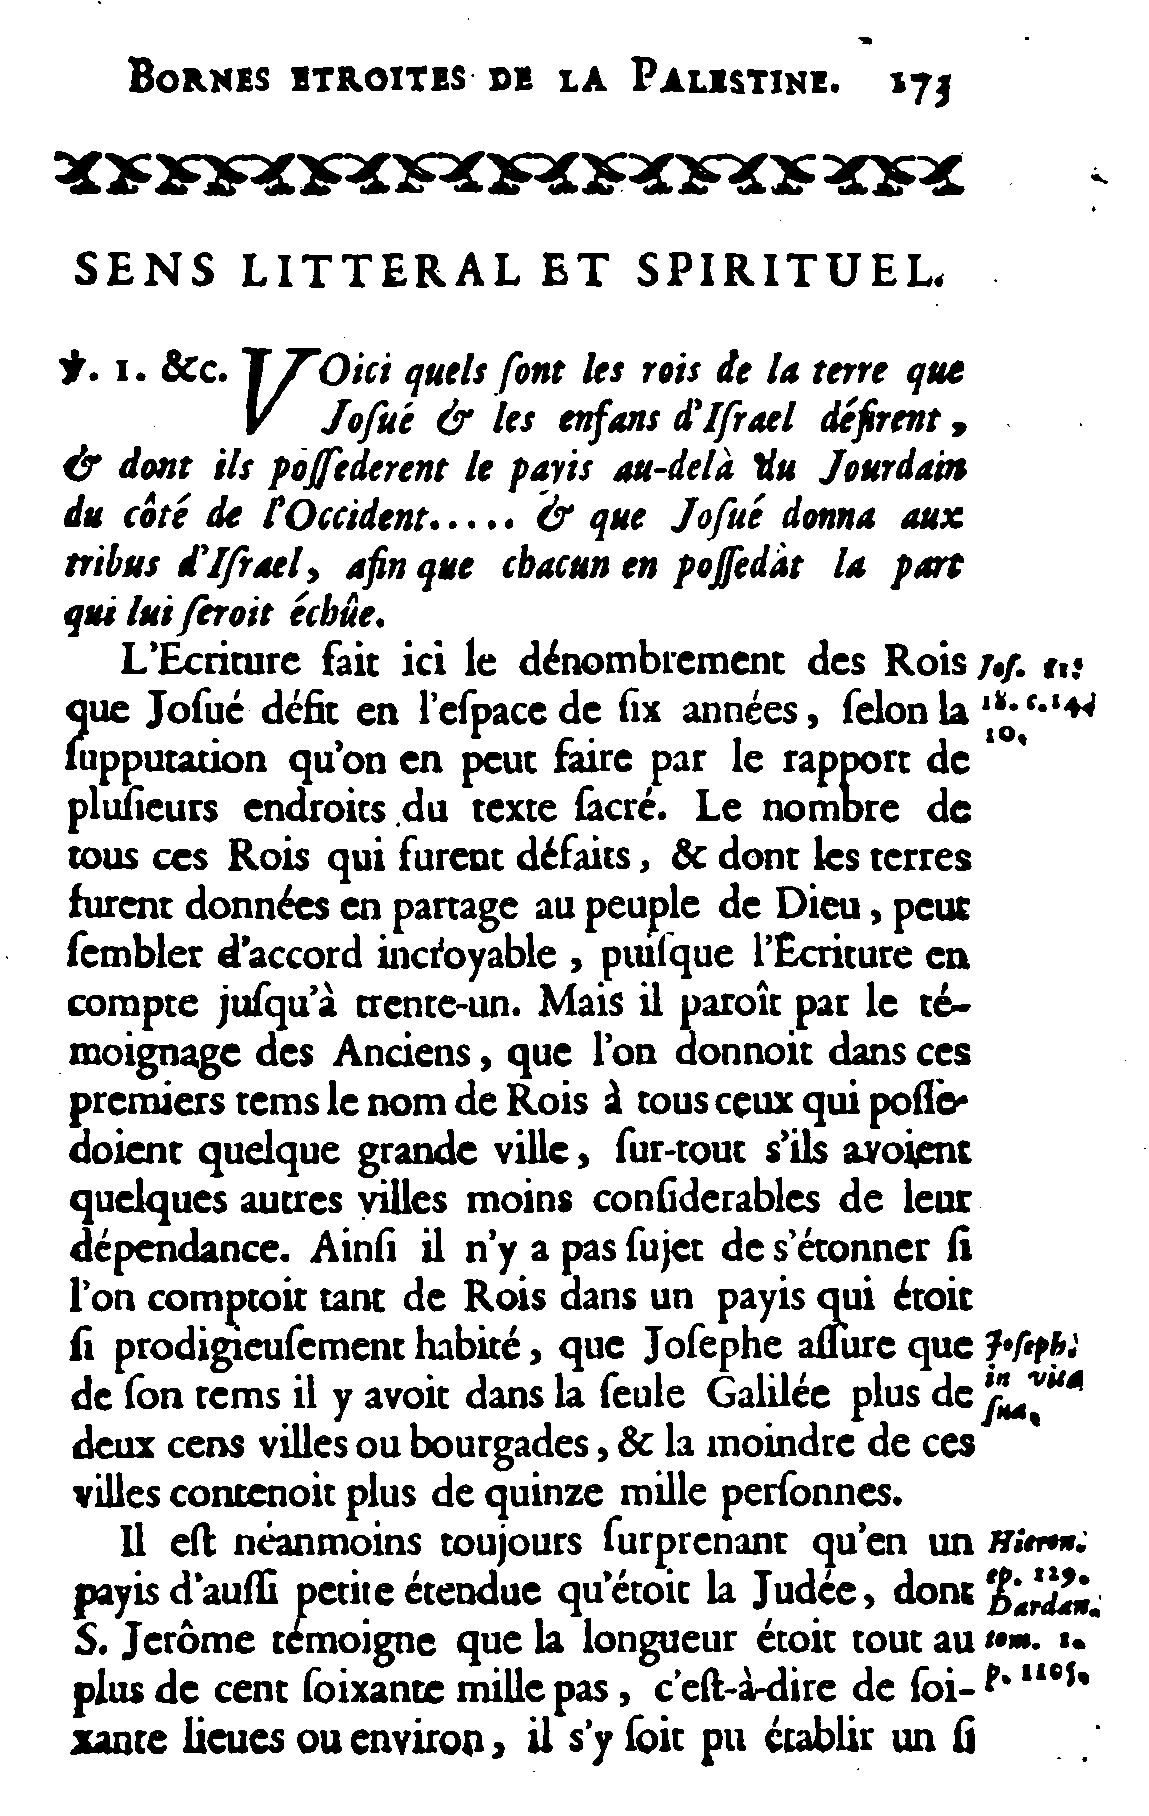 BORNES ETROITES DE LA PALESTINE. 173
SENS LITTERAL ET SPIRITUEL.
℣. 1. &c. VOici quels ſont les rois de la terre que
Joſué & les enfans d'Iſrael défirent,
& dont ils poſſederent le payis au-delà du Jourdain
du côté de l'Occident..... & que Joſué donna aux
tribus d'Iſrael, afin que chacun en poſſedât la part
qui lui ſeroit échûe.
L'Ecriture fait ici le dénombrement des Rois
que Joſué défit en l'eſpace de ſix années, ſelon la
ſupputation qu'on en peut faire par le rapport de
pluſieurs endroits du texte ſacré. Le nombre de
tous ces Rois qui furent défaits, & dont les terres
furent données en partage au peuple de Dieu, peut
ſembler d'accord incroyable, puiſque l'Ecriture en
compte juſqu'à trente-un. Mais il paroît par le té-
moignage des Anciens, que l'on donnoit dans ces
premiers tems le nom de Rois à tous ceux qui poſſe-
doient quelque grande ville, ſur-tout s'ils avoient
quelques autres villes moins conſiderables de leur
dépendance. Ainſi il n'y a pas ſujet de s'étonner ſi
l'on comptoit tant de Rois dans un payis qui étoit
ſi prodigieuſement habité, que Joſephe aſſure que
de ſon tems il y avoit dans la ſeule Galilée plus de
deux cens villes ou bourgades, & la moindre de ces
villes contenoit plus de quinze mille perſonnes.
Il eſt néanmoins toujours ſurprenant qu'en un
payis d'auſſi petite étendue qu'étoit la Judée, dont
S. Jerôme témoigne que la longueur étoit tout au
plus de cent ſoixante mille pas, c'eſt-à-dire de ſoi-
xante lieues ou environ, il s'y ſoit pu établir un ſi
Joſ. 11.
18. c. 14.
10.
Joſeph.
in vita
ſua.
Hieron.
ep. 129.
Dardan.
tom. 1.
p. 1105.